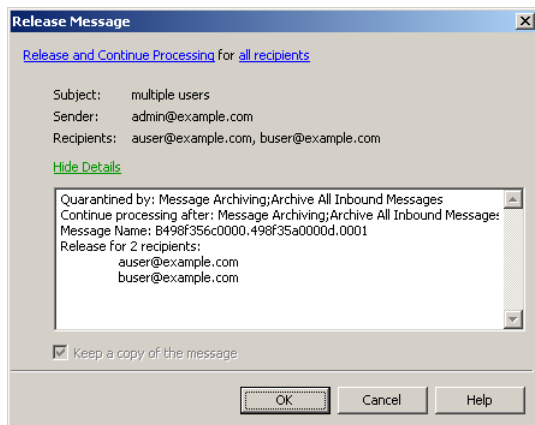 Release Message
Release and Continue Processing for all recipients
Subject: multiple users
Sender: admin@example.com
Recipients: auser@example.com, buser@example.com
Hide Details
Quarantined by: Message Archiving;Archive All Inbound Messages
Continue processing after: Message Archiving;Archive All Inbound Messages
Message Name: B498f356c0000.498f35a0000d.0001
Release for 2 recipients:
auser@example.com
buser@example.com
Keep a copy of the message
OK Cancel Help